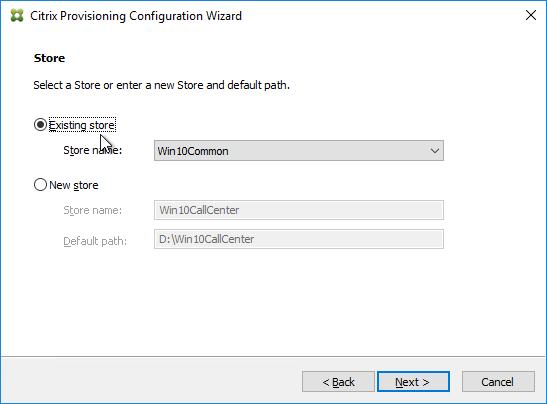 Citrix Provisioning Configuration Wizard
Store
Select a Store or enter a new Store and default path.
Existing store
Store name: Win10Common
New store
Store name: Win10CallCenter
Default path: D:\Win10CallCenter
< Back Next > Cancel